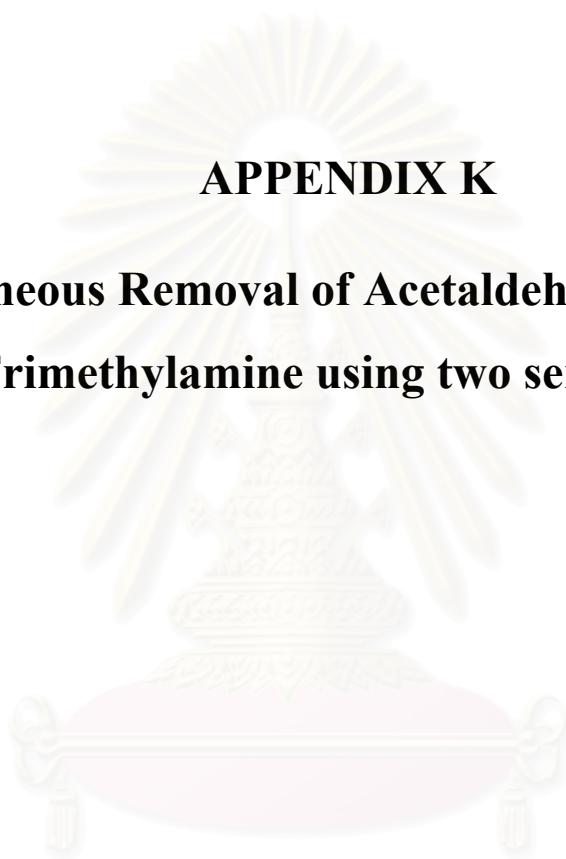 APPENDIX K
neous Removal of Acetaldeh
rimethylamine using two se